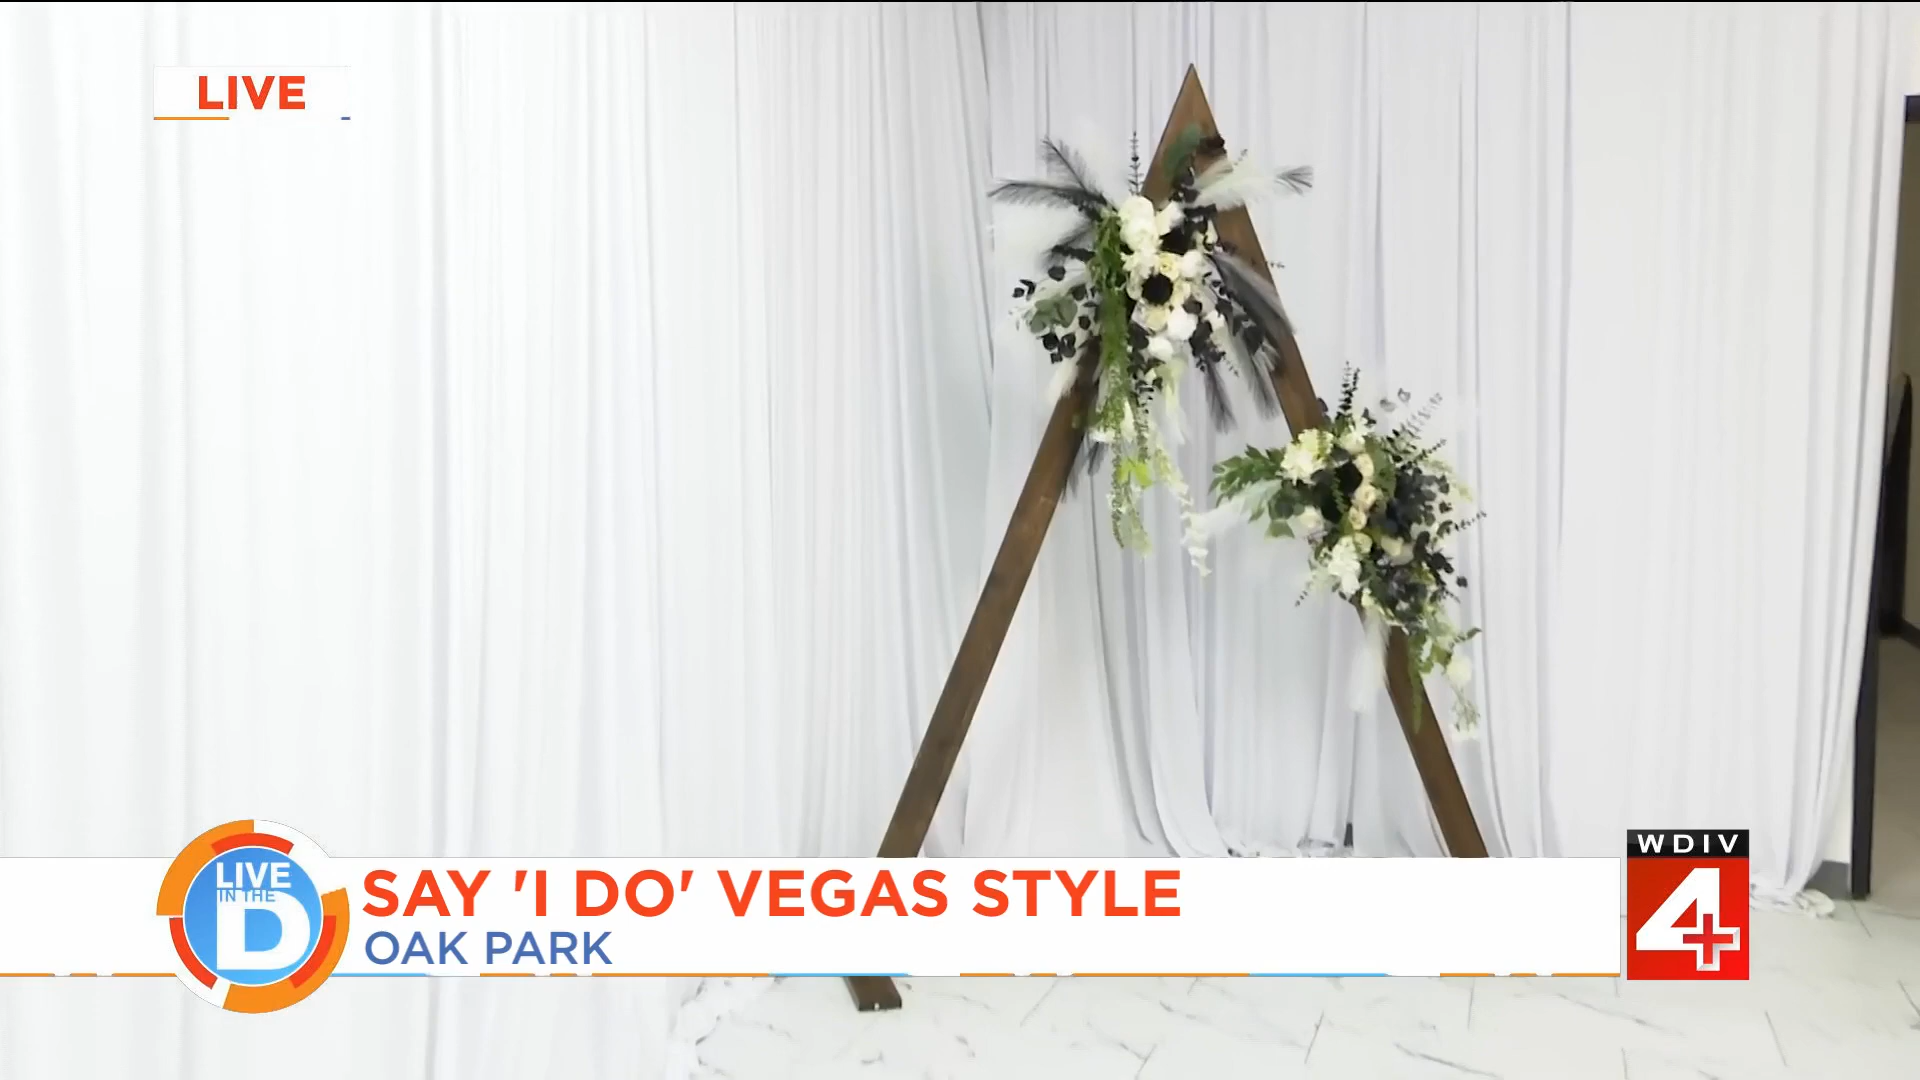 LIVE
LIVE
IN THE
D
SAY 'I DO' VEGAS STYLE
OAK PARK
WDIV
4+